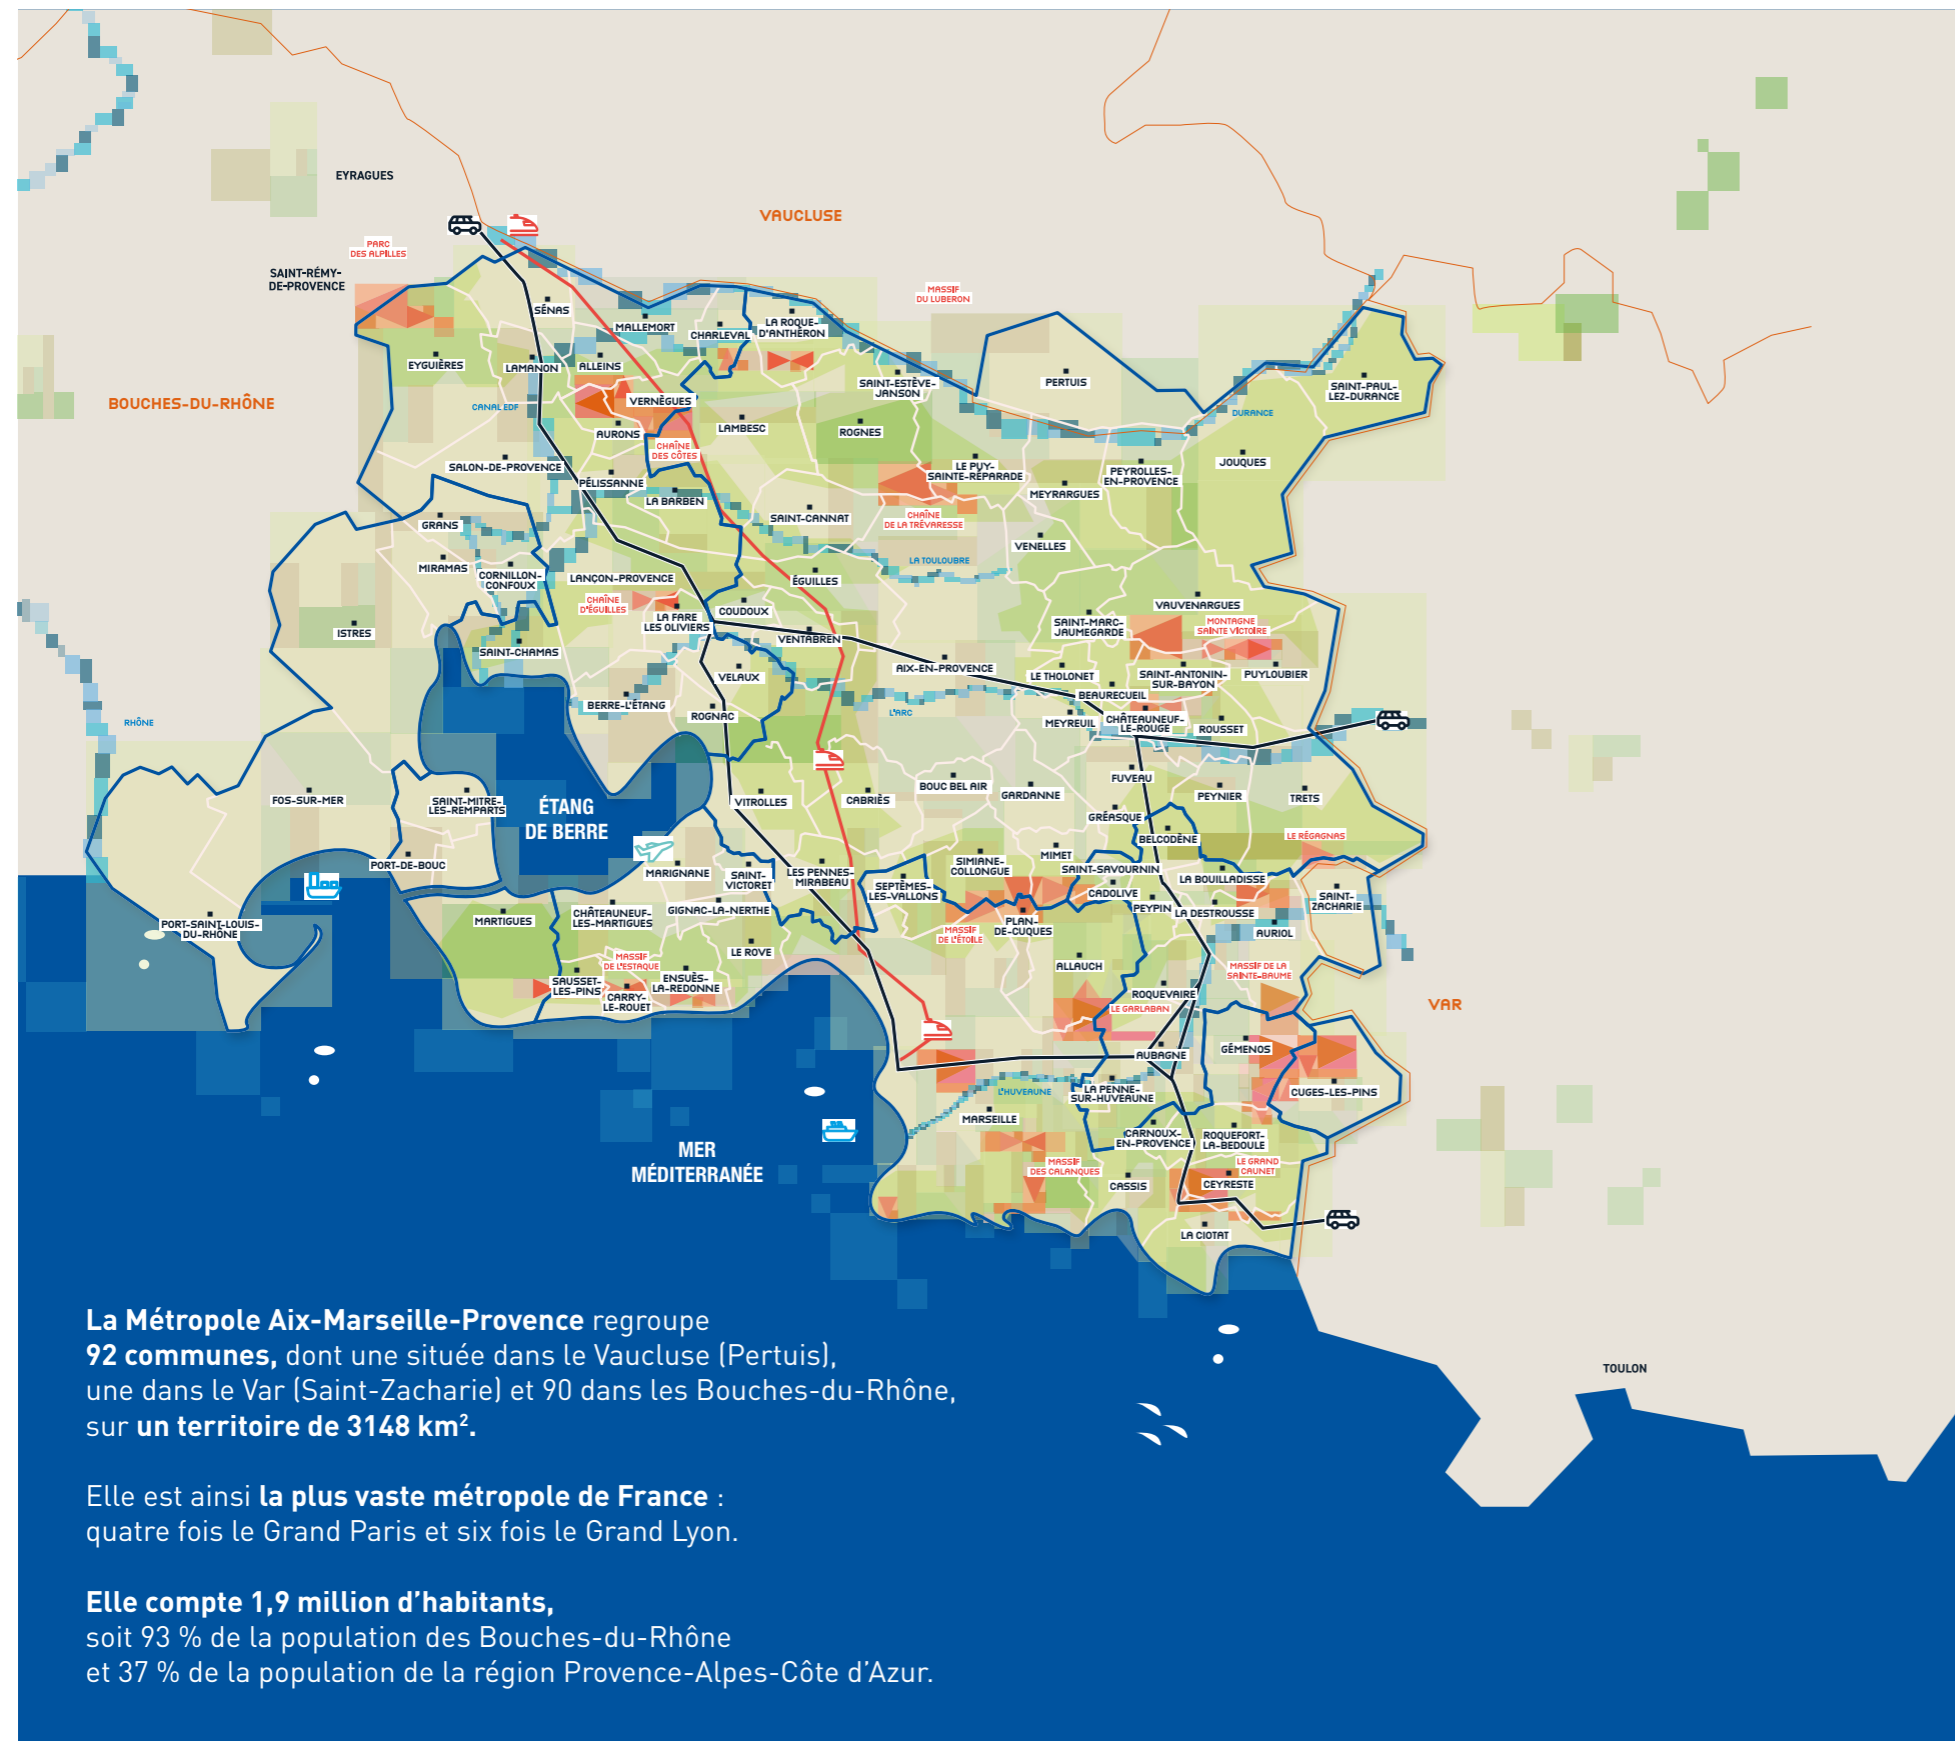 EYRAGUES
VAUCLUSE
PARC
DES ALPILLES
SAINT-RÉMY-
DE-PROVENCE
MASSIF
DU LUBERON
SÉNAS
MALLEMORT
CHARLEVAL
LA ROQUE-
D'ANTHÉRON
EYGUIÈRES
LAMANON
ALLEINS
SAINT-ESTÈVE-
JANSON
PERTUIS
SAINT-PAUL-
LEZ-DURANCE
BOUCHES-DU-RHÔNE
CANAL EDF
VERNÈGUES
DURANCE
AURONS
LAMBESC
ROGNES
CHAÎNE
DES CÔTES
SALON-DE-PROVENCE
PÉLISSANNE
LE PUY-
SAINTE-RÉPARADE
PEYROLLES-
EN-PROVENCE
JOUQUES
LA BARBEN
MEYRARGUES
GRANS
SAINT-CANNAT
CHAÎNE
DE LA TRÉVARESSE
VENELLES
MIRAMAS
CORNILLON-
CONFOUX
LANÇON-PROVENCE
ÉGUILLES
LA TOULOUBRE
CHAÎNE
D'ÉGUILLES
LA FARE
LES OLIVIERS
COUDOUX
VAUVENARGUES
ISTRES
VENTABREN
SAINT-MARC-
JAUMEGARDE
MONTAGNE
SAINTE VICTOIRE
SAINT-CHAMAS
VELAUX
AIX-EN-PROVENCE
LE THOLONET
SAINT-ANTONIN-
SUR-BAYON
PUYLOUBIER
BERRE-L'ÉTANG
ROGNAC
L'ARC
BEAURECUEIL
RHÔNE
MEYREUIL
CHÂTEAUNEUF-
LE-ROUGE
ROUSSET
FOS-SUR-MER
SAINT-MITRE-
LES-REMPARTS
ÉTANG
DE BERRE
VITROLLES
CABRIÈS
BOUC BEL AIR
GARDANNE
FUVEAU
PEYNIER
TRETS
GRÉASQUE
BELCODÈNE
LE RÉGAGNAS
PORT-DE-BOUC
MARIGNANE
SAINT-
VICTORET
LES PENNES-
MIRABEAU
SEPTÈMES-
LES-VALLONS
SIMIANE-
COLLONGUE
MIMET
SAINT-SAVOURNIN
LA BOUILLADISSE
CADOLIVE
PEYPIN
LA DESTROUSSE
SAINT-
ZACHARIE
PORT-SAINT-LOUIS-
DU-RHÔNE
MARTIGUES
CHÂTEAUNEUF-
LES-MARTIGUES
GIGNAC-LA-NERTHE
PLAN-
DE-CUQUES
MASSIF
DE L'ÉTOILE
AURIOL
LE ROVE
MASSIF
DE L'ESTAQUE
ALLAUCH
MASSIF DE LA
SAINTE-BAUME
SAUSSET-
LES-PINS
CARRY-
LE-ROUET
ENSUÈS-
LA-REDONNE
ROQUEVAIRE
LE GARLABAN
VAR
AUBAGNE
GÉMENOS
L'HUVEAUNE
LA PENNE-
SUR-HUVEAUNE
CUGES-LES-PINS
MARSEILLE
CARNOUX-
EN-PROVENCE
ROQUEFORT-
LA-BEDOULE
MER
MÉDITERRANÉE
MASSIF
DES CALANQUES
CASSIS
LE GRAND
CAUNET
CEYRESTE
LA CIOTAT
La Métropole Aix-Marseille-Provence regroupe
92 communes, dont une située dans le Vaucluse (Pertuis),
une dans le Var (Saint-Zacharie) et 90 dans les Bouches-du-Rhône,
sur un territoire de 3148 km².
TOULON
Elle est ainsi la plus vaste métropole de France :
quatre fois le Grand Paris et six fois le Grand Lyon.
Elle compte 1,9 million d'habitants,
soit 93 % de la population des Bouches-du-Rhône
et 37 % de la population de la région Provence-Alpes-Côte d'Azur.